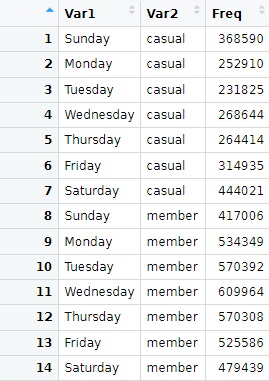 Var1 Var2 Freq
1 Sunday casual 368590
2 Monday casual 252910
3 Tuesday casual 231825
4 Wednesday casual 268644
5 Thursday casual 264414
6 Friday casual 314935
7 Saturday casual 444021
8 Sunday member 417006
9 Monday member 534349
10 Tuesday member 570392
11 Wednesday member 609964
12 Thursday member 570308
13 Friday member 525586
14 Saturday member 479439